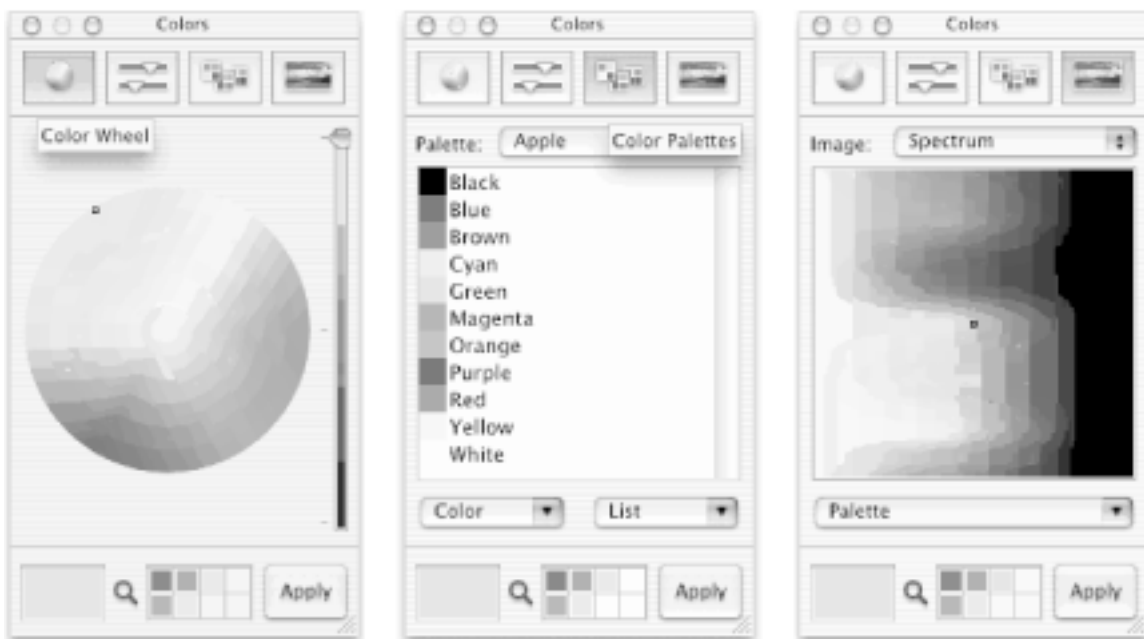 Colors
Color Wheel
Apply
Colors
Palette: Apple
Color Palettes
Black
Blue
Brown
Cyan
Green
Magenta
Orange
Purple
Red
Yellow
White
Color
List
Apply
Colors
Image: Spectrum
Palette
Apply